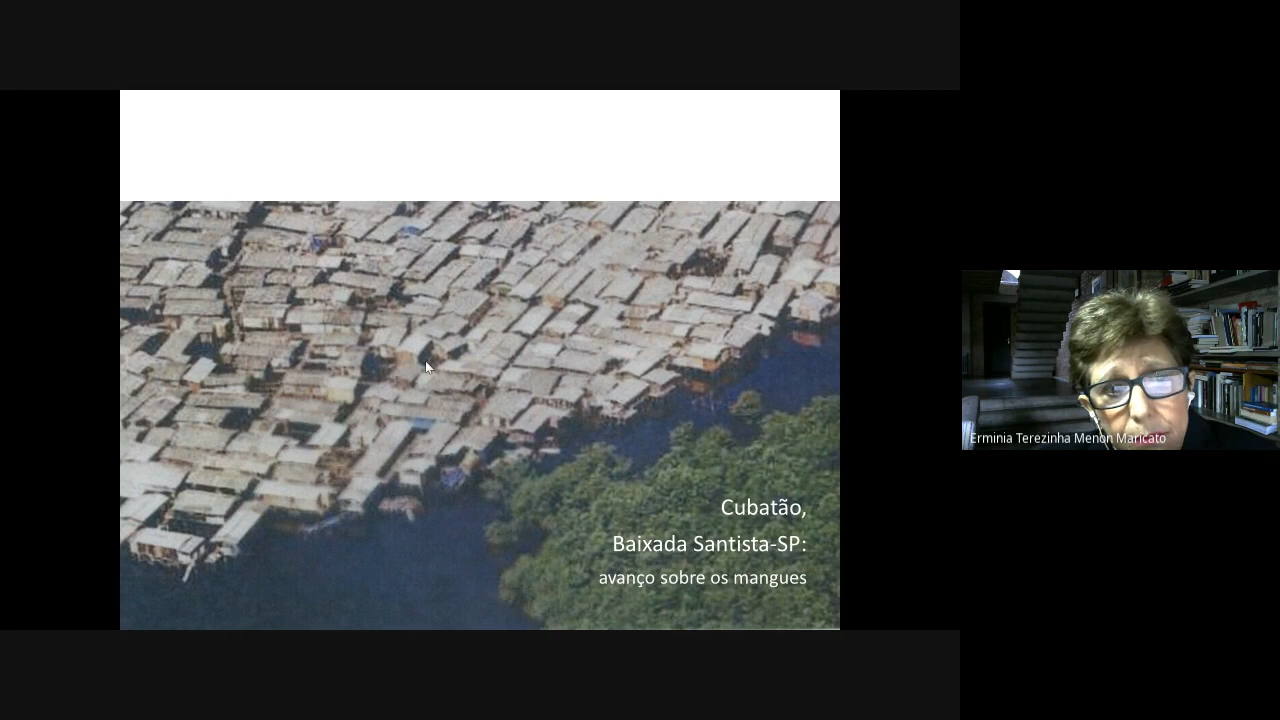 Cubatão,
Baixada Santista-SP:
avanço sobre os mangues
Erminia Terezinha Menon Maricato